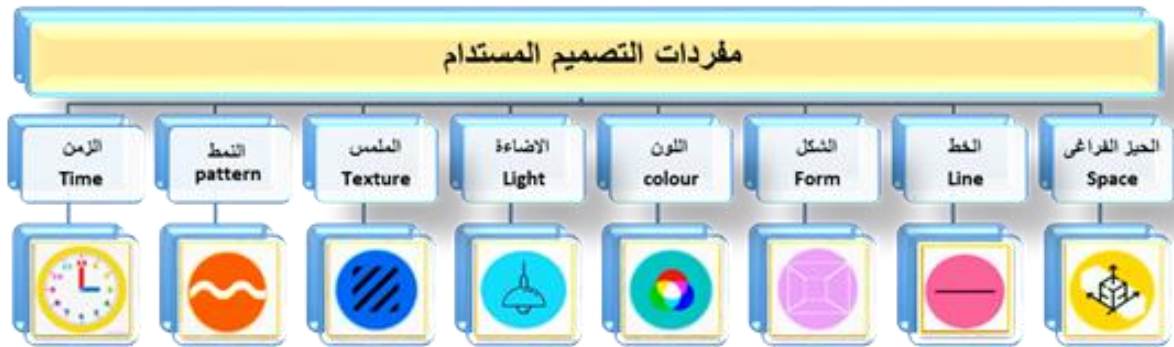 مفردات التصميم المستدام
الحيز الفراغى
Space
الخط
Line
الشكل
Form
اللون
colour
الاضاءة
Light
الملمس
Texture
النمط
pattern
الزمن
Time